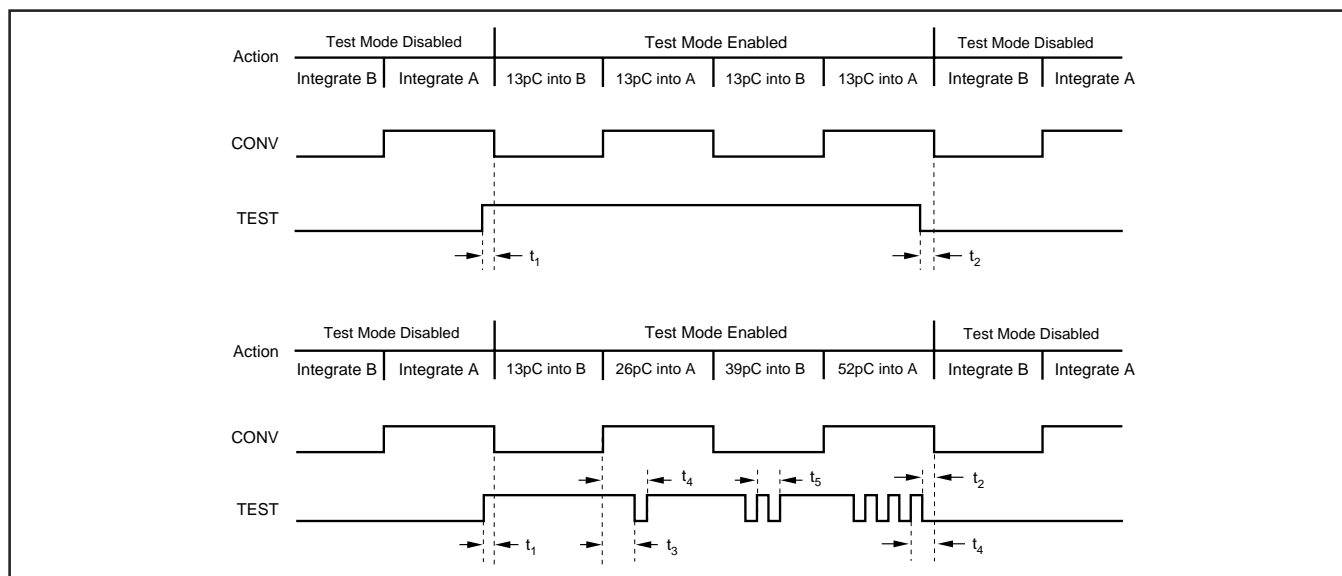 Test Mode Disabled Test Mode Enabled Test Mode Disabled
Action
Integrate B Integrate A 13pC into B 13pC into A 13pC into B 13pC into A Integrate B Integrate A
CONV
TEST
t1 t2
Test Mode Disabled Test Mode Enabled Test Mode Disabled
Action
Integrate B Integrate A 13pC into B 26pC into A 39pC into B 52pC into A Integrate B Integrate A
CONV
t4 t5 t2
TEST
t1 t3 t4